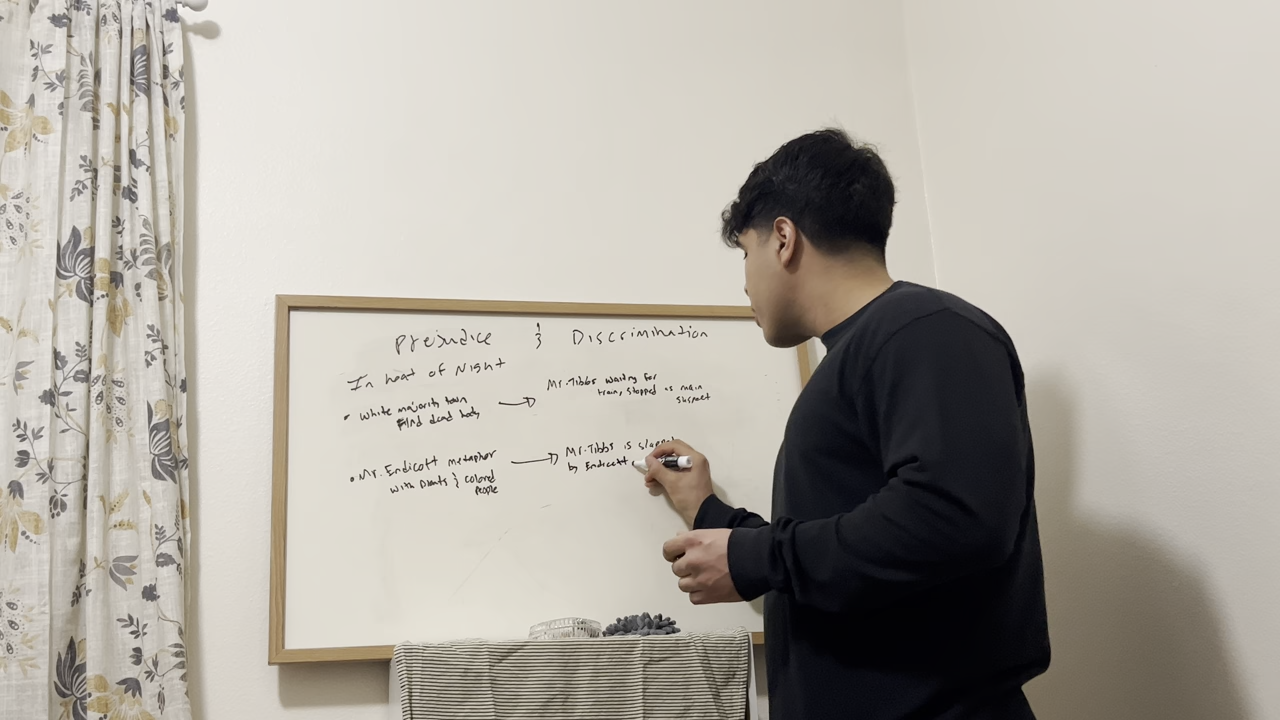 Prejudice & Discrimination
In heat of Night
• White majority town
find dead body
Mr. Tibbs waiting for
train, stopped as main
suspect
• Mr. Endicott metaphor
with plants & colored
people
Mr. Tibbs is slapped
by Endicott